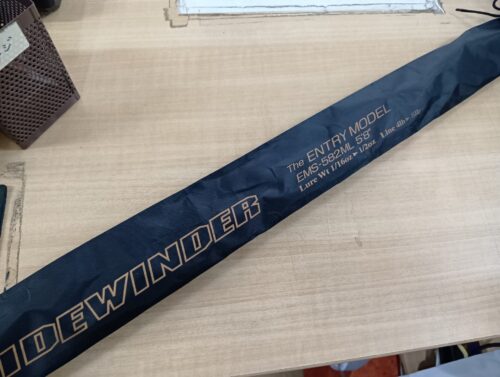 The ENTRY MODEL
EMS-582ML 5'8"
Lure Wt 1/16oz▸1/2oz Line 4lb▸
IDEWINDER